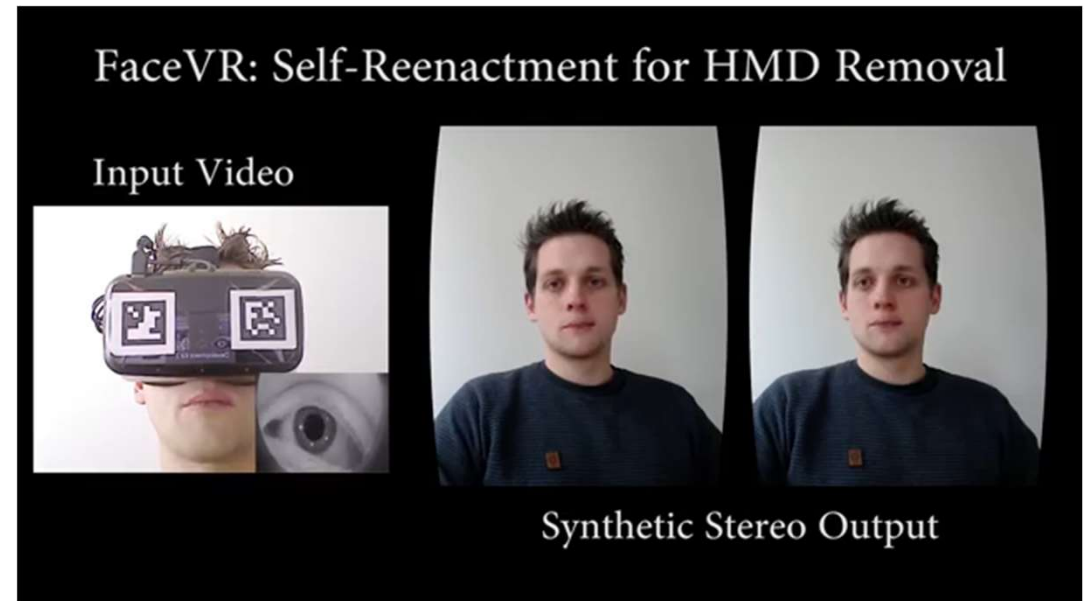 FaceVR: Self-Reenactment for HMD Removal
Input Video
Synthetic Stereo Output